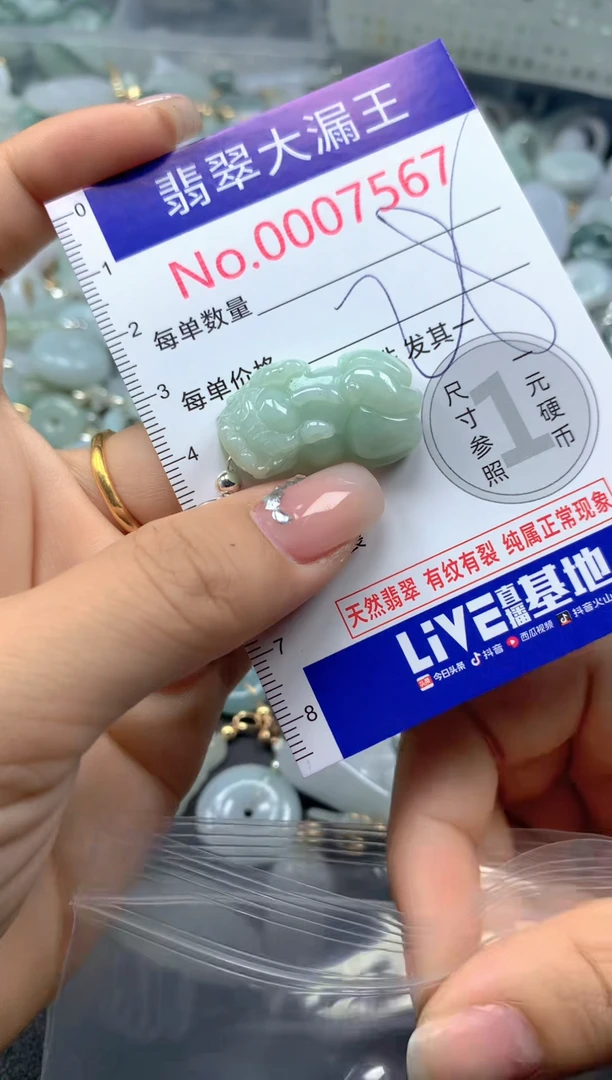 翡翠大漏王
No.0007567
每单数量
每单价格
发其一
一元硬币
1
尺寸参照
天然翡翠 有纹有裂 纯属正常现象
LiVE直播基地
头条 今日头条 抖音 西瓜视频 抖音火山
0
1
2
3
4
7
8